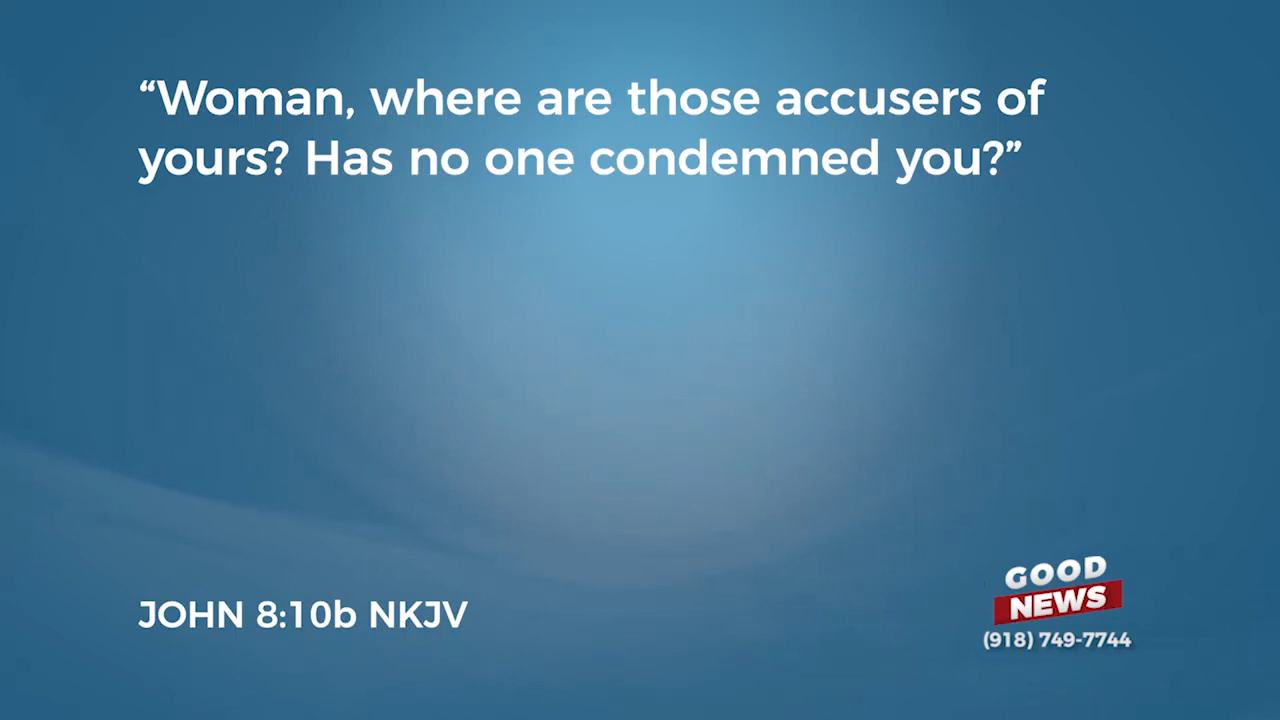 “Woman, where are those accusers of
yours? Has no one condemned you?”
JOHN 8:10b NKJV
GOOD
NEWS
(918) 749-7744